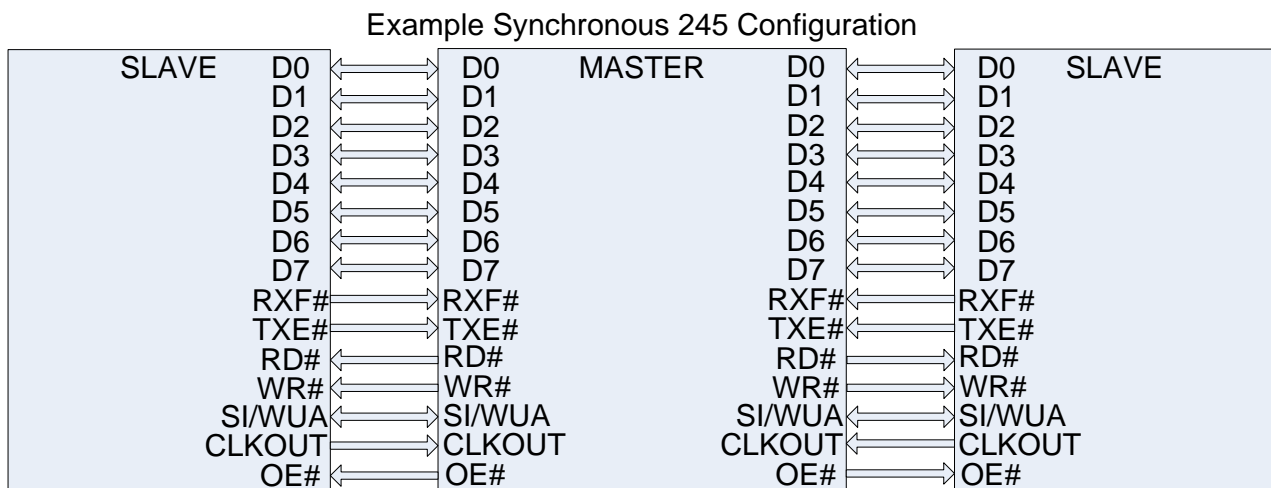 Example Synchronous 245 Configuration
SLAVE D0 D0 MASTER D0 D0 SLAVE
D1 D1 D1 D1
D2 D2 D2 D2
D3 D3 D3 D3
D4 D4 D4 D4
D5 D5 D5 D5
D6 D6 D6 D6
D7 D7 D7 D7
RXF# RXF# RXF# RXF#
TXE# TXE# TXE# TXE#
RD# RD# RD# RD#
WR# WR# WR# WR#
SI/WUA SI/WUA SI/WUA SI/WUA
CLKOUT CLKOUT CLKOUT CLKOUT
OE# OE# OE# OE#